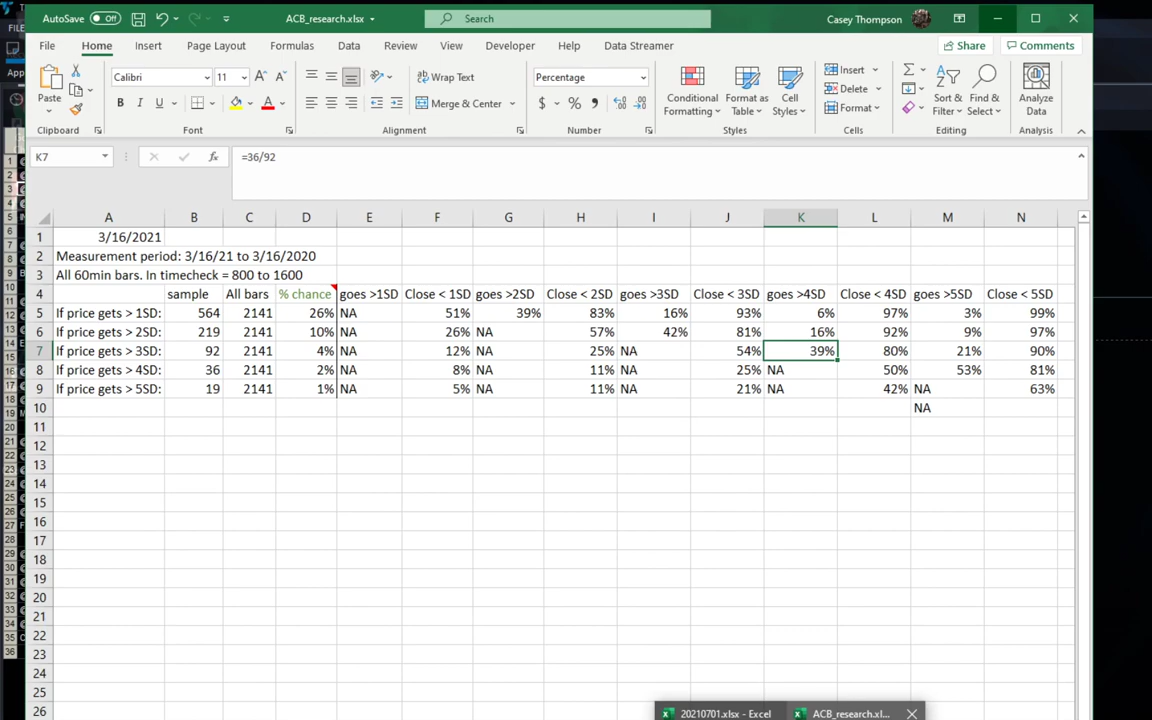 AutoSave Off ACB_research.xlsx Search Casey Thompson
File Home Insert Page Layout Formulas Data Review View Developer Help Data Streamer Share Comments
Paste Calibri 11 Wrap Text Percentage Conditional Formatting Format as Table Cell Styles Insert Sort & Filter Find & Select Analyze Data
B I U A Merge & Center $ % , Delete
Format
Clipboard Font Alignment Number Styles Cells Editing Analysis
K7 fx =36/92
A B C D E F G H I J K L M N
1 3/16/2021
2 Measurement period: 3/16/21 to 3/16/2020
3 All 60min bars. In timecheck = 800 to 1600
4 sample All bars % chance goes >1SD Close < 1SD goes >2SD Close < 2SD goes >3SD Close < 3SD goes >4SD Close < 4SD goes >5SD Close < 5SD
5 If price gets > 1SD: 564 2141 26% NA 51% 39% 83% 16% 93% 6% 97% 3% 99%
6 If price gets > 2SD: 219 2141 10% NA 26% NA 57% 42% 81% 16% 92% 9% 97%
7 If price gets > 3SD: 92 2141 4% NA 12% NA 25% NA 54% 39% 80% 21% 90%
8 If price gets > 4SD: 36 2141 2% NA 8% NA 11% 25% NA 50% 53% 81%
9 If price gets > 5SD: 19 2141 1% NA 5% NA 11% 21% NA 42% NA 63%
10 NA
11
12
13
14
15
16
17
18
19
20
21
22
23
24
25
26
20210701.xlsx - Excel ACB_research.xl...